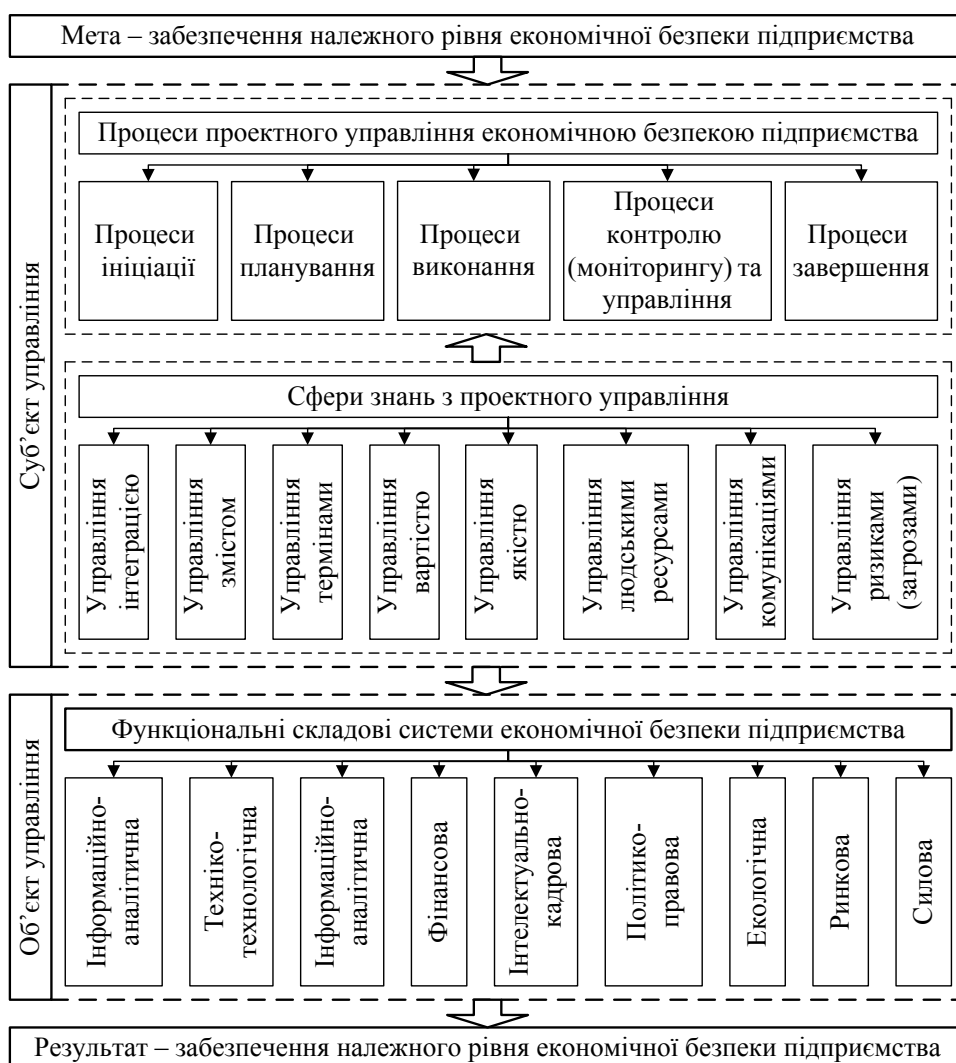 Мета – забезпечення належного рівня економічної безпеки підприємства
Суб’єкт управління
Процеси проектного управління економічною безпекою підприємства
Процеси
ініціації
Процеси
планування
Процеси
виконання
Процеси
контролю
(моніторингу) та
управління
Процеси
завершення
Сфери знань з проектного управління
Управління
інтеграцією
Управління
змістом
Управління
термінами
Управління
вартістю
Управління
якістю
Управління
людськими
ресурсами
Управління
комунікаціями
Управління
ризиками
(загрозами)
Об’єкт управління
Функціональні складові системи економічної безпеки підприємства
Інформаційно-
аналітична
Техніко-
технологічна
Інформаційно-
аналітична
Фінансова
Інтелектуально-
кадрова
Політико-
правова
Екологічна
Ринкова
Силова
Результат – забезпечення належного рівня економічної безпеки підприємства